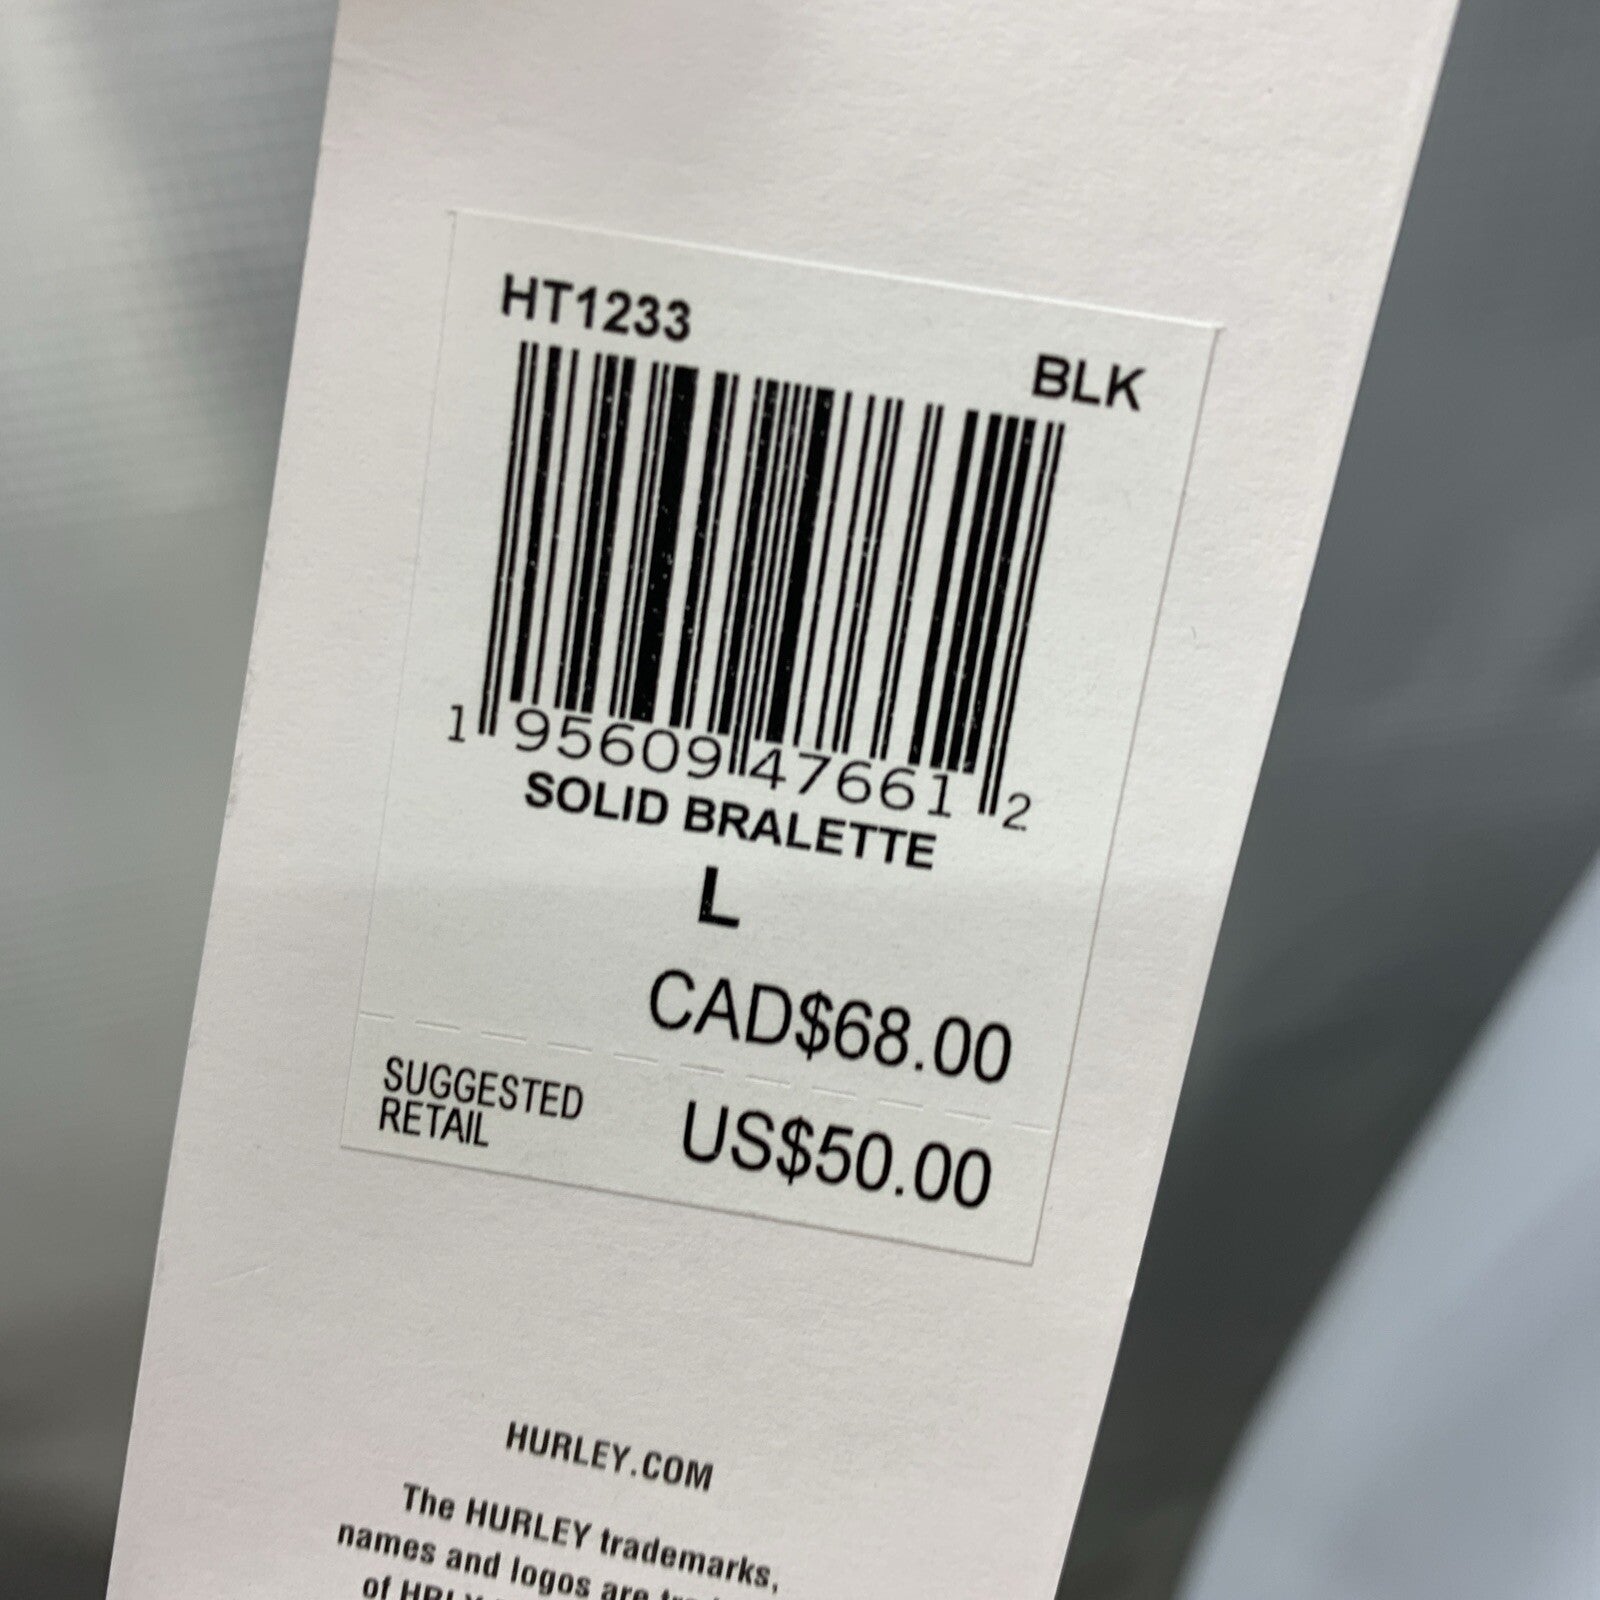 HT1233
BLK
1 95609 47661 2
SOLID BRALETTE
L
CAD$68.00
SUGGESTED
RETAIL
US$50.00
HURLEY.COM
The HURLEY trademarks,
names and logos are
of